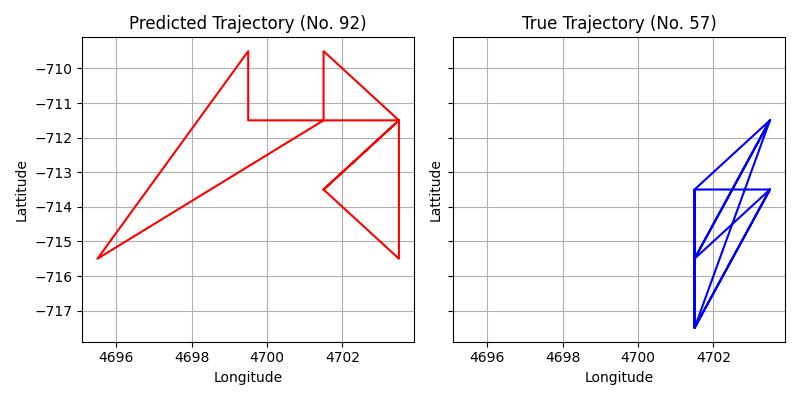 Predicted Trajectory (No. 92)
True Trajectory (No. 57)
Lattitude
−710
−711
−712
−713
−714
−715
−716
−717
4696
4698
4700
4702
Longitude
Lattitude
4696
4698
4700
4702
Longitude